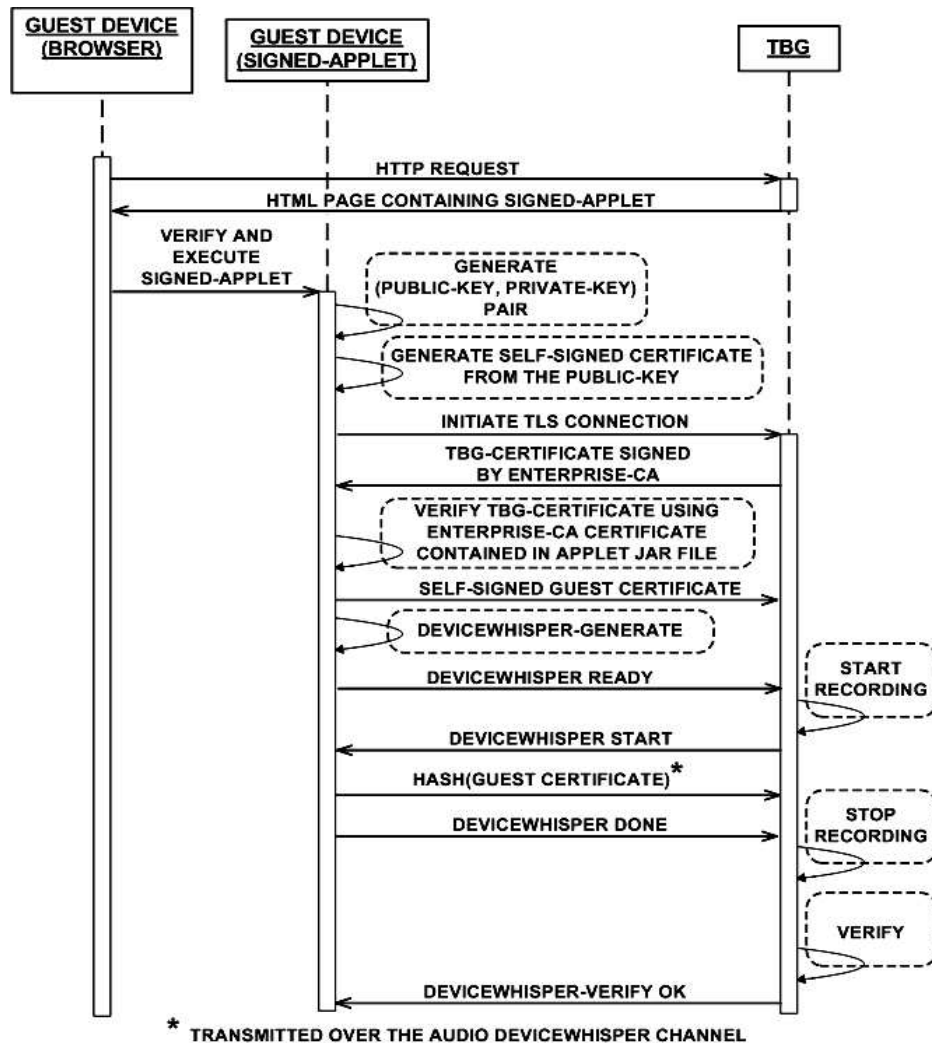 GUEST DEVICE
(BROWSER)
GUEST DEVICE
(SIGNED-APPLET)
TBG
HTTP REQUEST
HTML PAGE CONTAINING SIGNED-APPLET
VERIFY AND
EXECUTE
SIGNED-APPLET
GENERATE
(PUBLIC-KEY, PRIVATE-KEY)
PAIR
GENERATE SELF-SIGNED CERTIFICATE
FROM THE PUBLIC-KEY
INITIATE TLS CONNECTION
TBG-CERTIFICATE SIGNED
BY ENTERPRISE-CA
VERIFY TBG-CERTIFICATE USING
ENTERPRISE-CA CERTIFICATE
CONTAINED IN APPLET JAR FILE
SELF-SIGNED GUEST CERTIFICATE
DEVICEWHISPER-GENERATE
DEVICEWHISPER READY
START
RECORDING
DEVICEWHISPER START
HASH(GUEST CERTIFICATE)*
DEVICEWHISPER DONE
STOP
RECORDING
VERIFY
DEVICEWHISPER-VERIFY OK
* TRANSMITTED OVER THE AUDIO DEVICEWHISPER CHANNEL